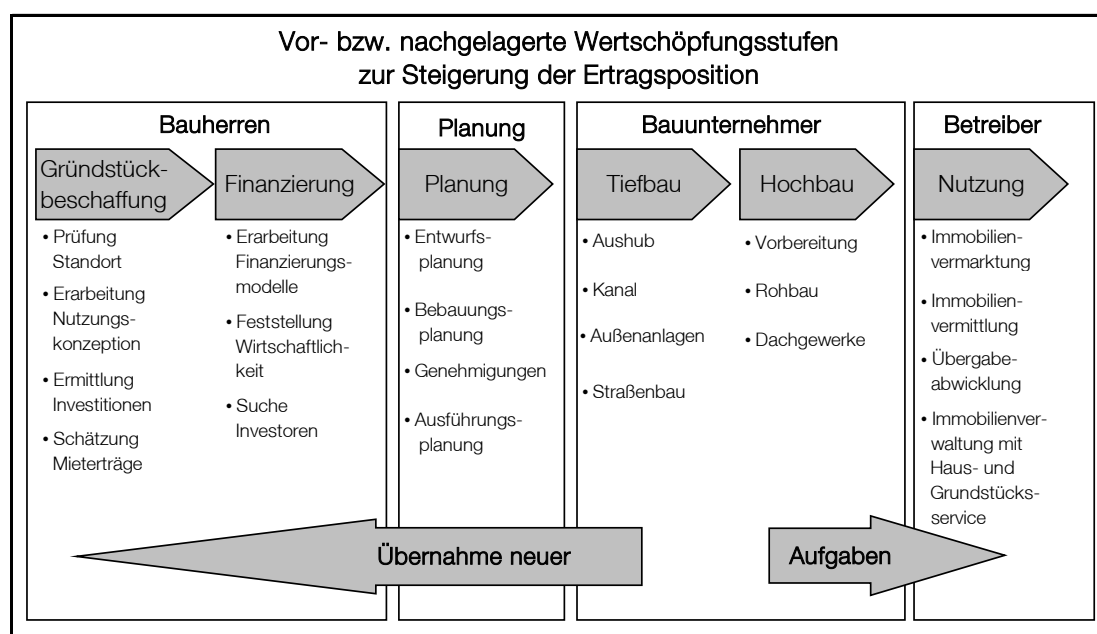 Vor- bzw. nachgelagerte Wertschöpfungsstufen
zur Steigerung der Ertragsposition
Bauherren
Gründstück-
beschaffung
Finanzierung
• Prüfung
Standort
• Erarbeitung
Nutzungs-
konzeption
• Ermittlung
Investitionen
• Schätzung
Mieterträge
• Erarbeitung
Finanzierungs-
modelle
• Feststellung
Wirtschaftlich-
keit
• Suche
Investoren
Planung
Planung
• Entwurfs-
planung
• Bebauungs-
planung
• Genehmigungen
• Ausführungs-
planung
Bauunternehmer
Tiefbau
Hochbau
• Aushub
• Kanal
• Außenanlagen
• Straßenbau
• Vorbereitung
• Rohbau
• Dachgewerke
Betreiber
Nutzung
• Immobilien-
vermarktung
• Immobilien-
vermittlung
• Übergabe-
abwicklung
• Immobilienver-
waltung mit
Haus- und
Grundstücks-
service
Übernahme neuer
Aufgaben